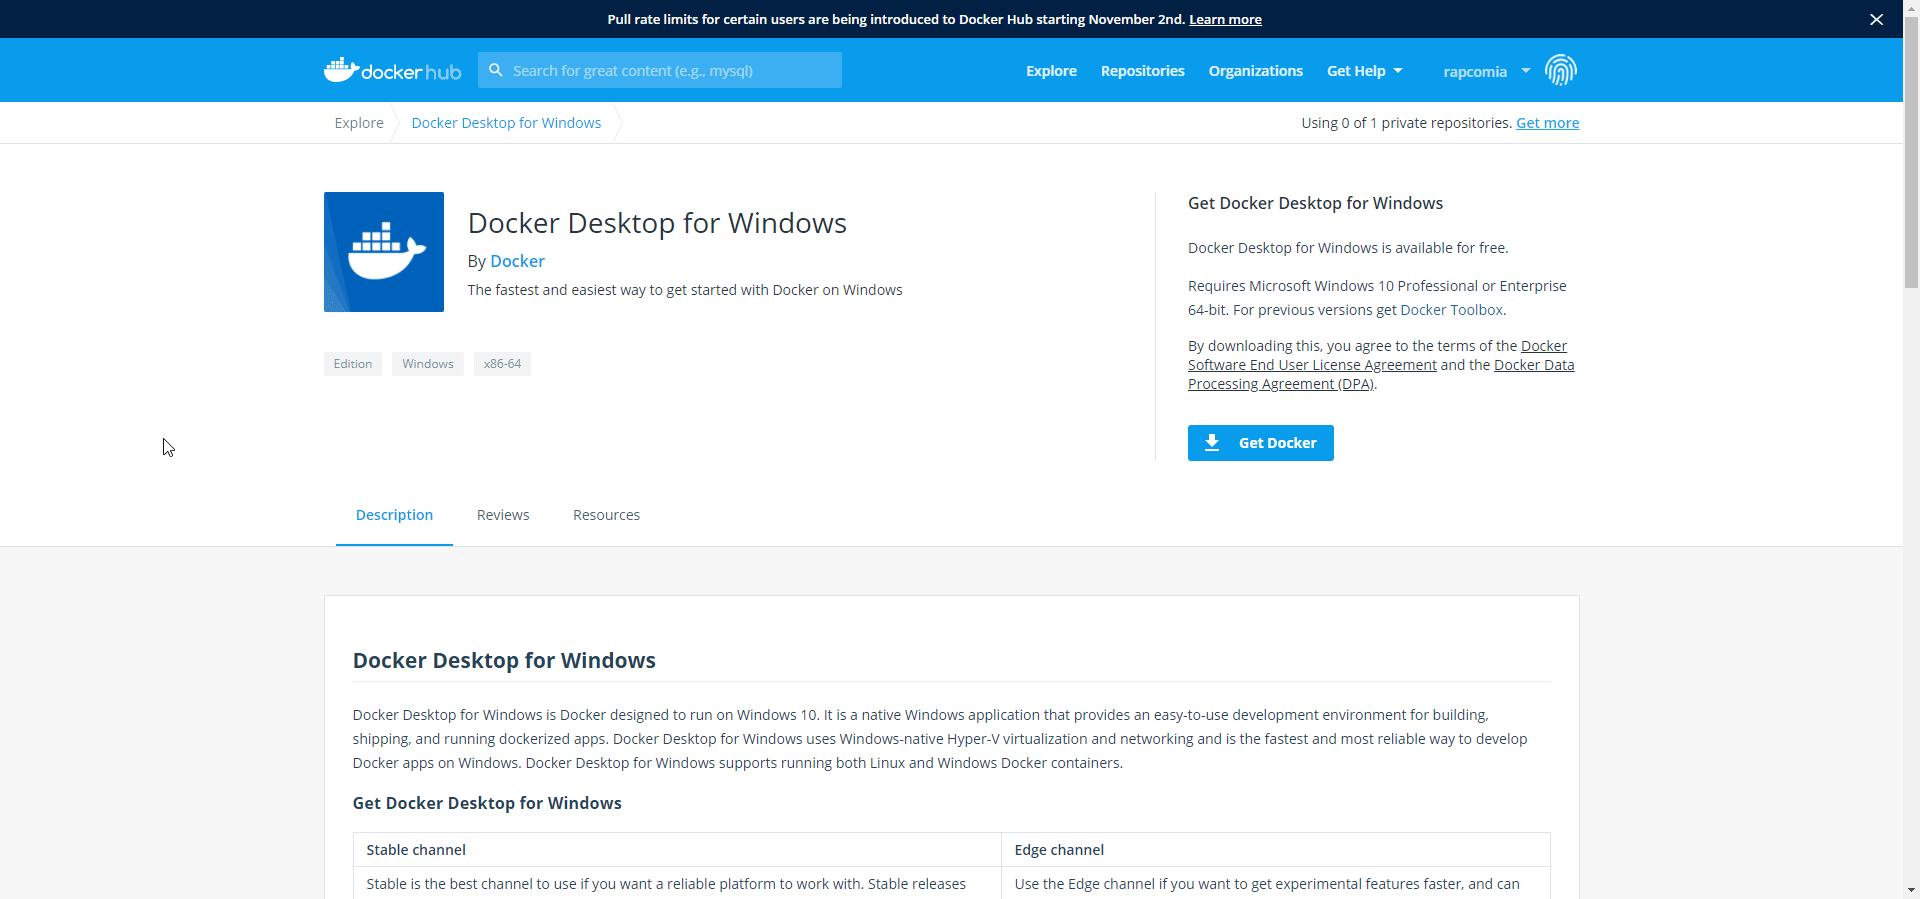 Pull rate limits for certain users are being introduced to Docker Hub starting November 2nd. Learn more
docker hub
Search for great content (e.g., mysql)
Explore
Repositories
Organizations
Get Help
rapcomia
Explore
Docker Desktop for Windows
Using 0 of 1 private repositories. Get more
Docker Desktop for Windows
By Docker
The fastest and easiest way to get started with Docker on Windows
Edition
Windows
x86-64
Get Docker Desktop for Windows
Docker Desktop for Windows is available for free.
Requires Microsoft Windows 10 Professional or Enterprise
64-bit. For previous versions get Docker Toolbox.
By downloading this, you agree to the terms of the Docker
Software End User License Agreement and the Docker Data
Processing Agreement (DPA).
Get Docker
Description
Reviews
Resources
Docker Desktop for Windows
Docker Desktop for Windows is Docker designed to run on Windows 10. It is a native Windows application that provides an easy-to-use development environment for building,
shipping, and running dockerized apps. Docker Desktop for Windows uses Windows-native Hyper-V virtualization and networking and is the fastest and most reliable way to develop
Docker apps on Windows. Docker Desktop for Windows supports running both Linux and Windows Docker containers.
Get Docker Desktop for Windows
Stable channel
Edge channel
Stable is the best channel to use if you want a reliable platform to work with. Stable releases
Use the Edge channel if you want to get experimental features faster, and can